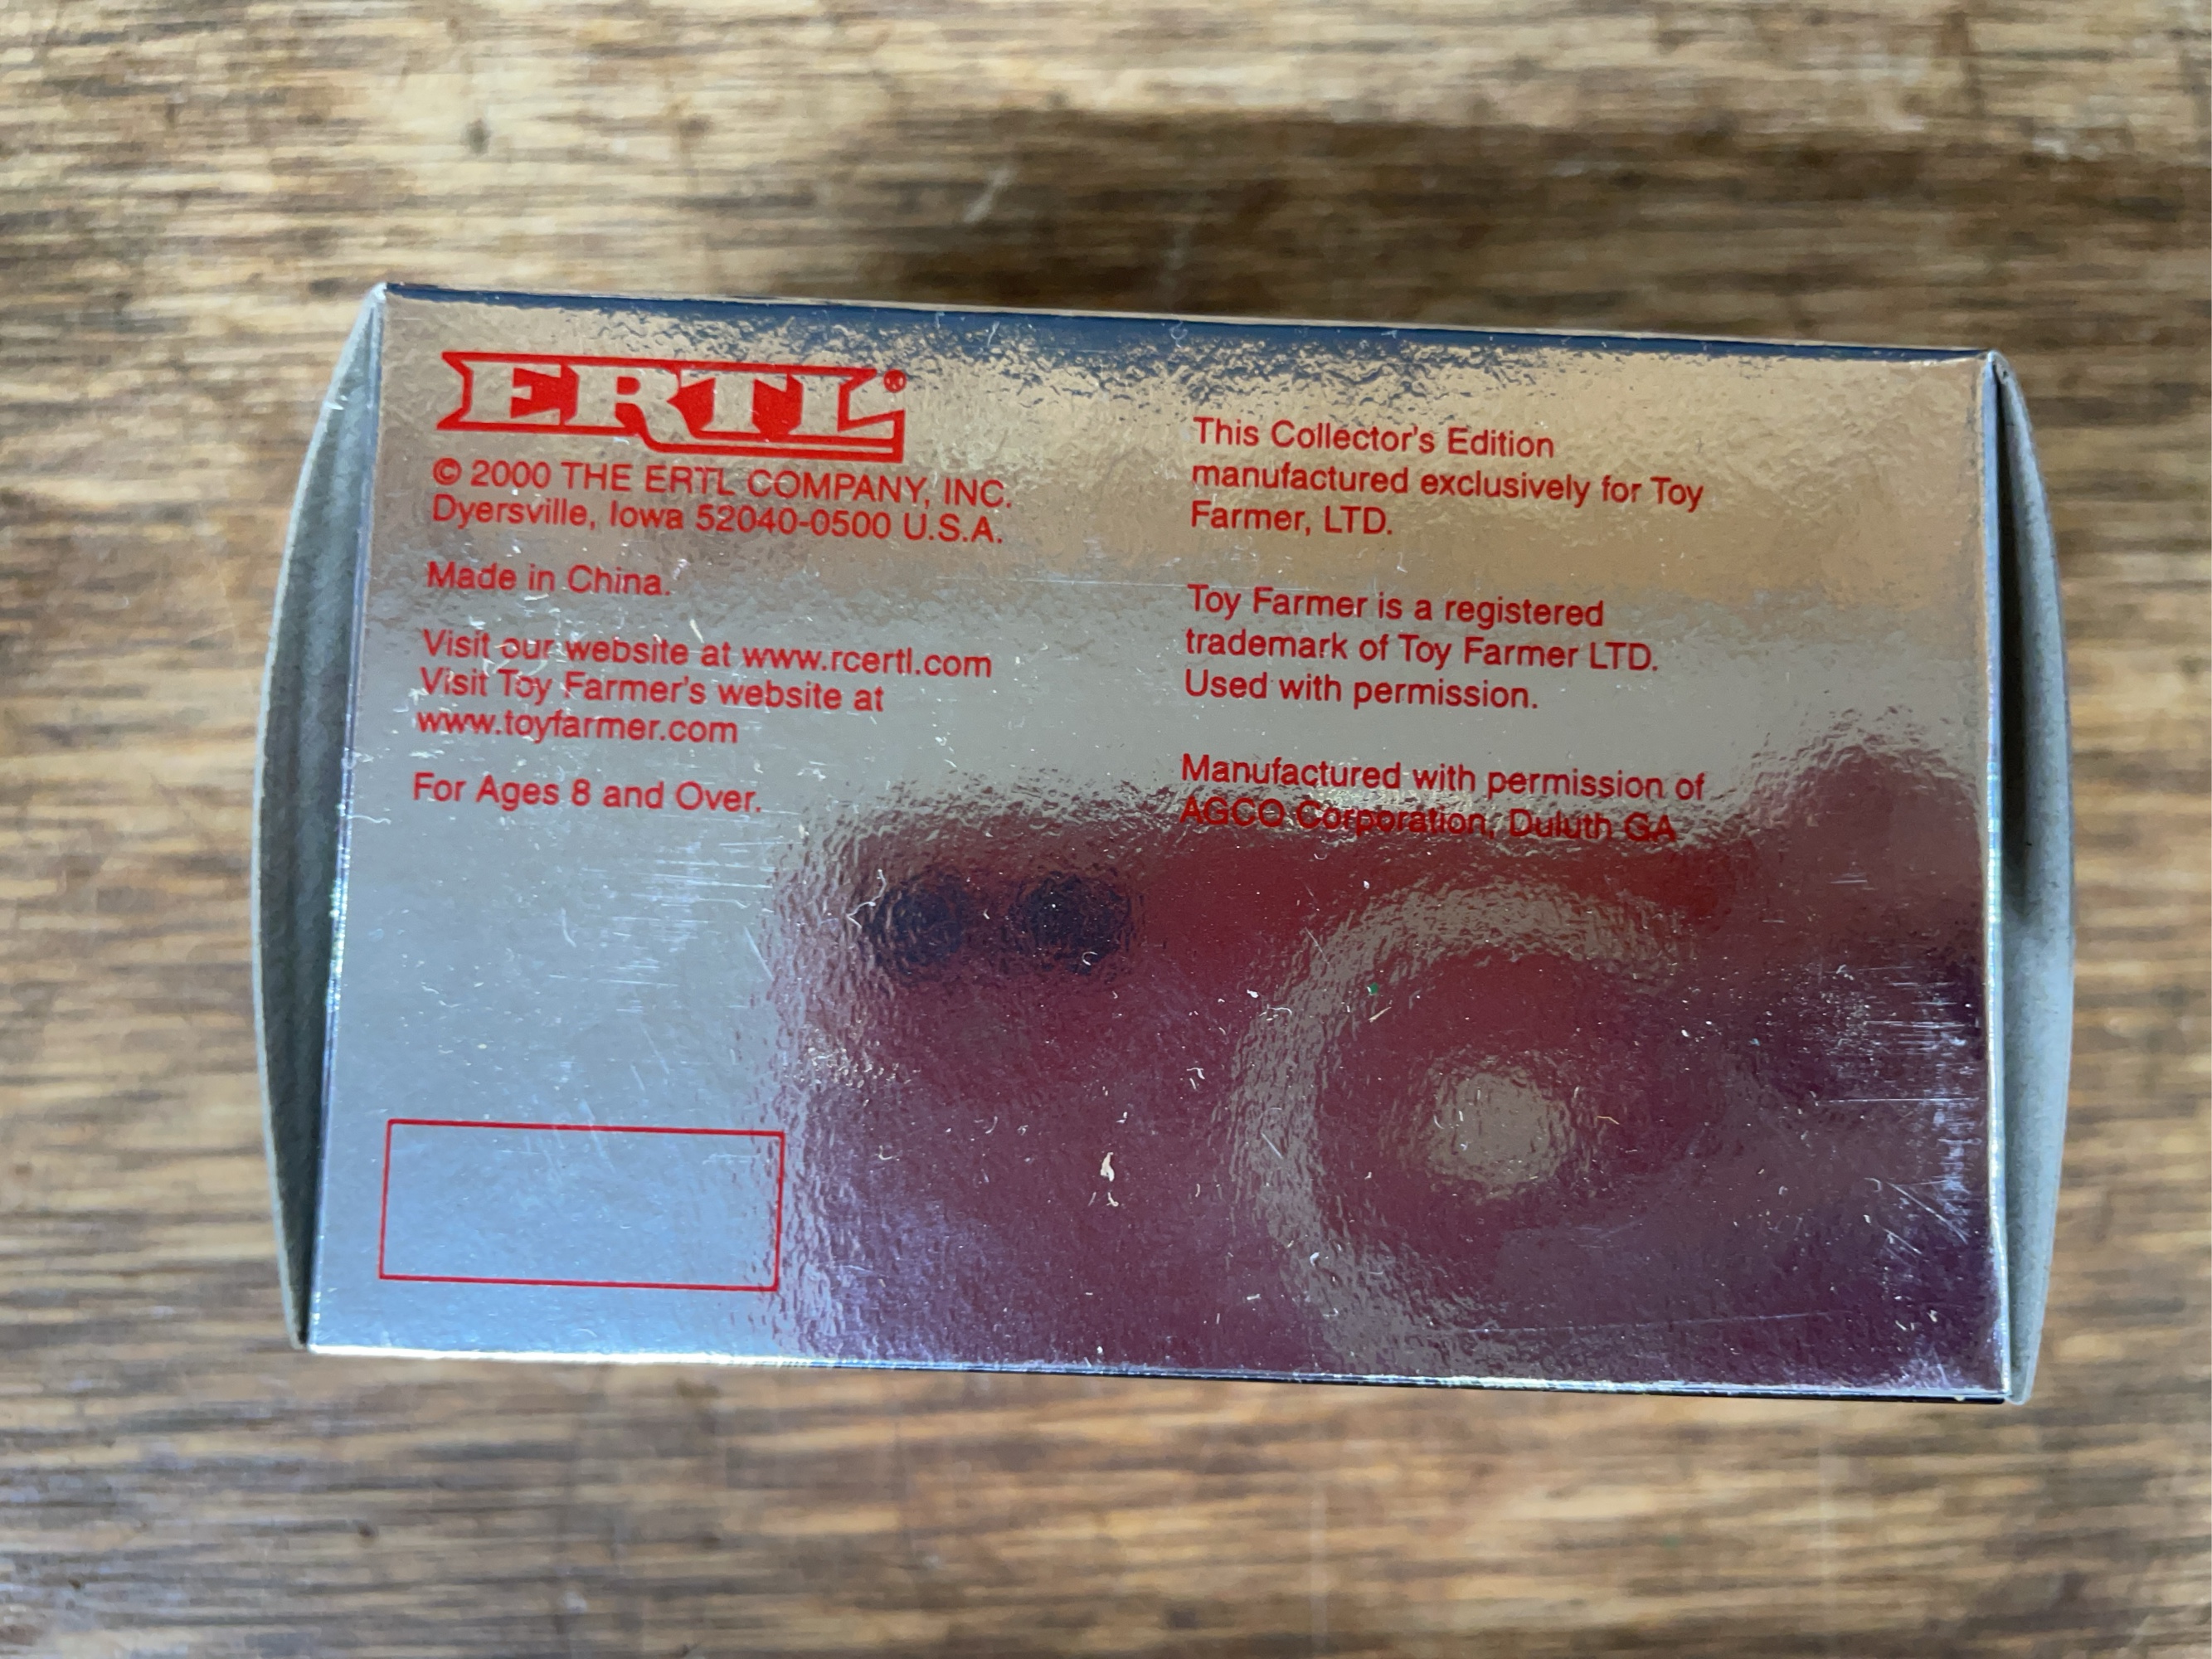 ERTL®
© 2000 THE ERTL COMPANY, INC.
Dyersville, Iowa 52040-0500 U.S.A.
Made in China.
Visit our website at www.rcertl.com
Visit Toy Farmer's website at
www.toyfarmer.com
For Ages 8 and Over.
This Collector's Edition
manufactured exclusively for Toy
Farmer, LTD.
Toy Farmer is a registered
trademark of Toy Farmer LTD.
Used with permission.
Manufactured with permission of
AGCO Corporation, Duluth GA